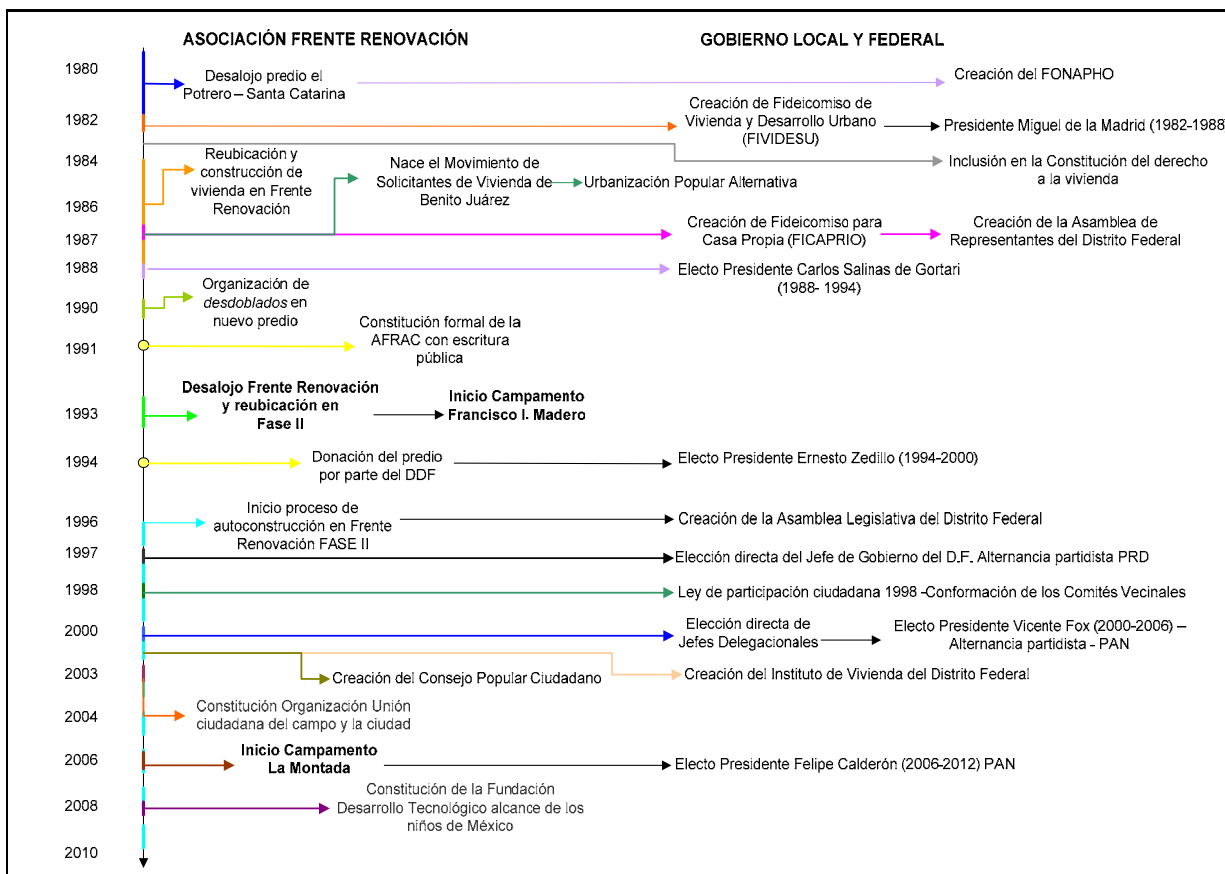 ASOCIACIÓN FRENTE RENOVACIÓN
GOBIERNO LOCAL Y FEDERAL
1980
Desalojo predio el
Potrero – Santa Catarina
Creación del FONAPHO
1982
Creación de Fideicomiso de
Vivienda y Desarrollo Urbano
(FIVIDESU)
Presidente Miguel de la Madrid (1982-1988)
1984
Reubicación y
construcción de
vivienda en Frente
Renovación
Nace el Movimiento de
Solicitantes de Vivienda de
Benito Juárez
Urbanización Popular Alternativa
Inclusión en la Constitución del derecho
a la vivienda
1986
1987
Creación de Fideicomiso para
Casa Propia (FICAPRIO)
Creación de la Asamblea de
Representantes del Distrito Federal
1988
Electo Presidente Carlos Salinas de Gortari
(1988- 1994)
1990
Organización de
desdoblados en
nuevo predio
1991
Constitución formal de la
AFRAC con escritura
pública
1993
Desalojo Frente Renovación
y reubicación en
Fase II
Inicio Campamento
Francisco I. Madero
1994
Donación del predio
por parte del DDF
Electo Presidente Ernesto Zedillo (1994-2000)
1996
Inicio proceso de
autoconstrucción en Frente
Renovación FASE II
Creación de la Asamblea Legislativa del Distrito Federal
1997
Elección directa del Jefe de Gobierno del D.F. Alternancia partidista PRD
1998
Ley de participación ciudadana 1998 -Conformación de los Comités Vecinales
2000
Elección directa de
Jefes Delegacionales
Electo Presidente Vicente Fox (2000-2006) –
Alternancia partidista - PAN
2003
Creación del Consejo Popular Ciudadano
Creación del Instituto de Vivienda del Distrito Federal
2004
Constitución Organización Unión
ciudadana del campo y la ciudad
2006
Inicio Campamento
La Montada
Electo Presidente Felipe Calderón (2006-2012) PAN
2008
Constitución de la Fundación
Desarrollo Tecnológico alcance de los
niños de México
2010